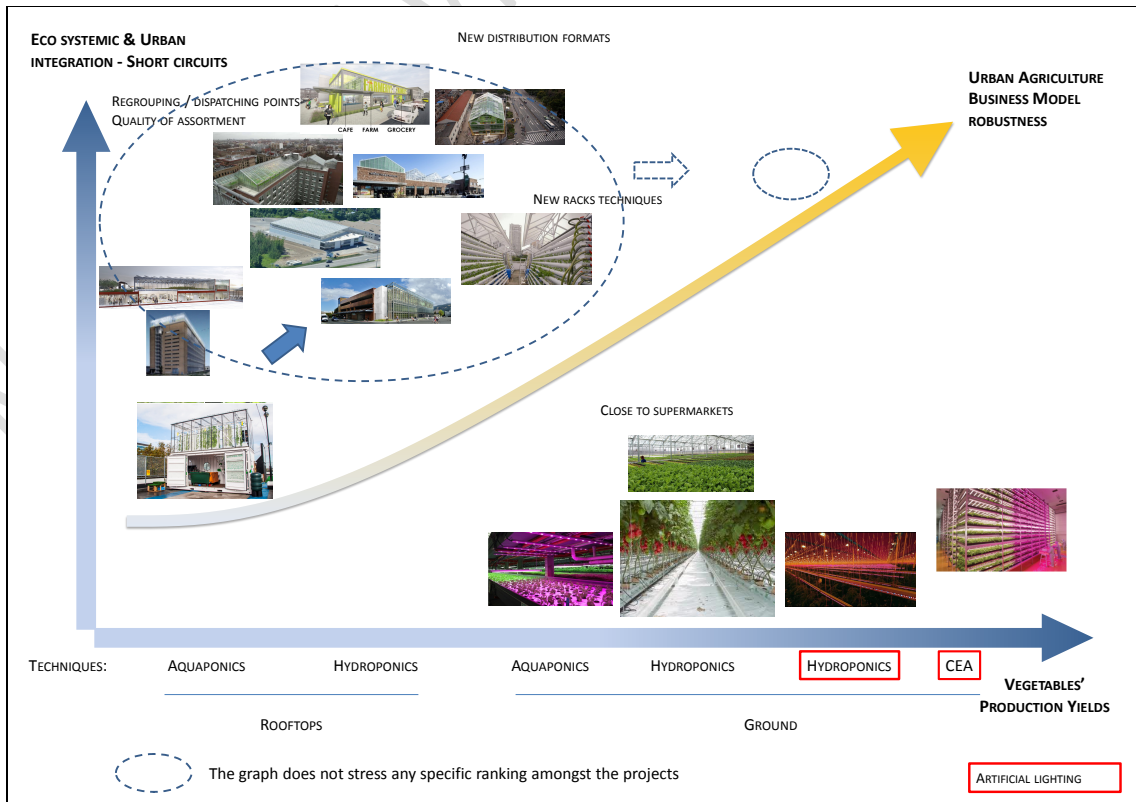 ECO SYSTEMIC & URBAN
INTEGRATION - SHORT CIRCUITS
NEW DISTRIBUTION FORMATS
URBAN AGRICULTURE
BUSINESS MODEL
ROBUSTNESS
REGROUPING / DISPATCHING POINTS
QUALITY OF ASSORTMENT
CAFE FARM GROCERY
NEW RACKS TECHNIQUES
CLOSE TO SUPERMARKETS
TECHNIQUES:
AQUAPONICS
HYDROPONICS
AQUAPONICS
HYDROPONICS
HYDROPONICS
CEA
VEGETABLES'
PRODUCTION YIELDS
ROOFTOPS
GROUND
The graph does not stress any specific ranking amongst the projects
ARTIFICIAL LIGHTING